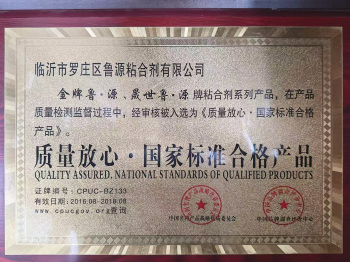 临沂市罗庄区鲁源粘合剂有限公司
金牌鲁·源、晟世鲁·源牌粘合剂系列产品，在产
品质量检测监督过程中，经审核被入选为《质量放心·国家标准合格
产品》。
质量放心·国家标准合格产品
QUALITY ASSURED. NATIONAL STANDARDS OF QUALIFIED PRODUCTS
证牌编号：CPUC-BZ133
有效日期：2016.08-2019.08
www.cpucgov.org查询